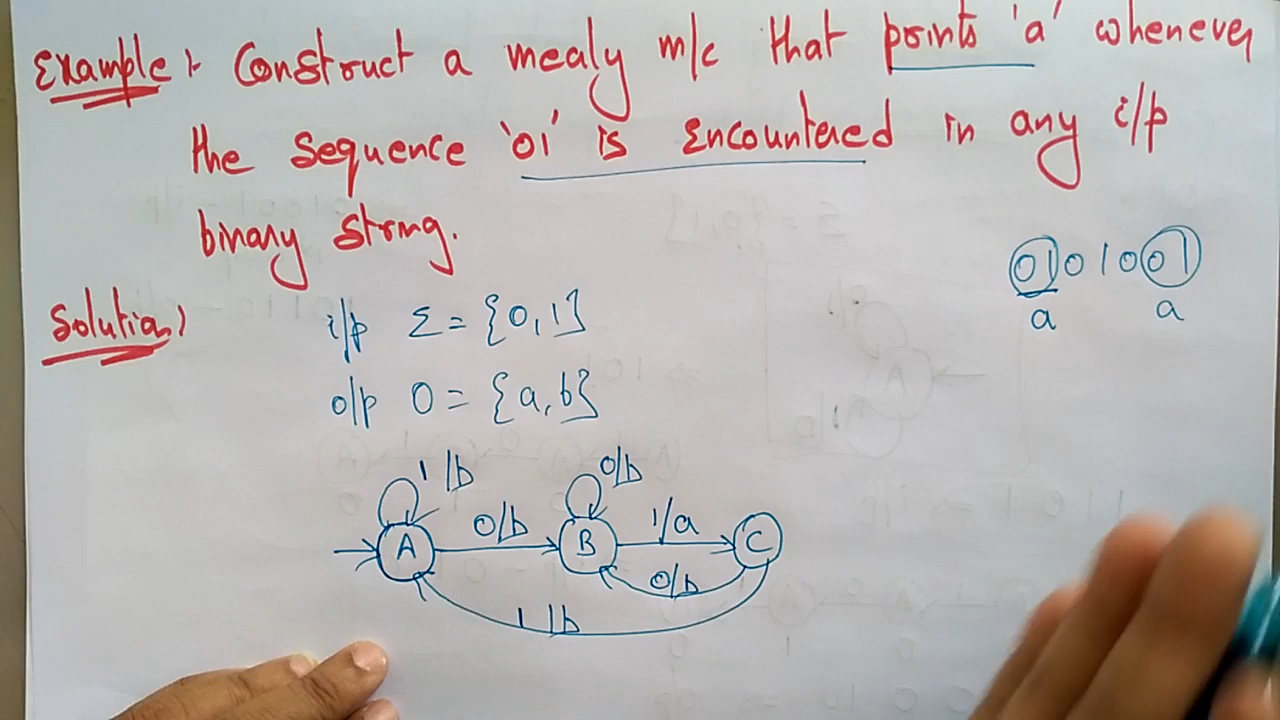 Example :- Construct a mealy m/c that points 'a' whenever
the sequence '01' is encountered in any i/p
binary string.
01010001
a a
Solution:
i/p Σ = {0,1}
o/p O = {a,b}
1/b 0/b
A 0/b B 1/a C
0/b
1/b